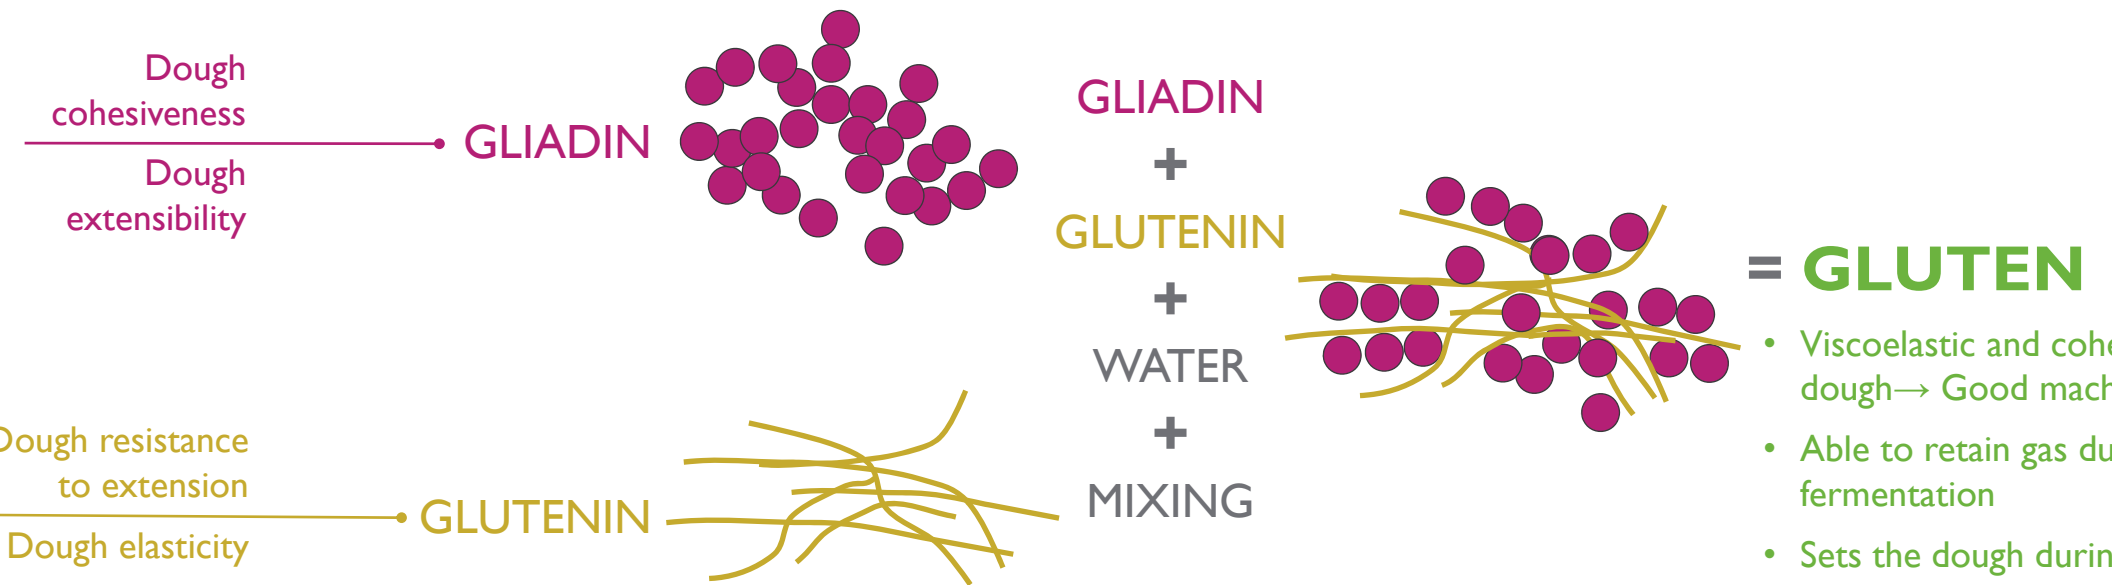 Dough
cohesiveness
Dough
extensibility
GLIADIN
Dough resistance
to extension
Dough elasticity
GLUTENIN
GLIADIN
+
GLUTENIN
+
WATER
+
MIXING
= GLUTEN
• Viscoelastic and
dough→ Good
• Able to retain gas
fermentation
• Sets the dough